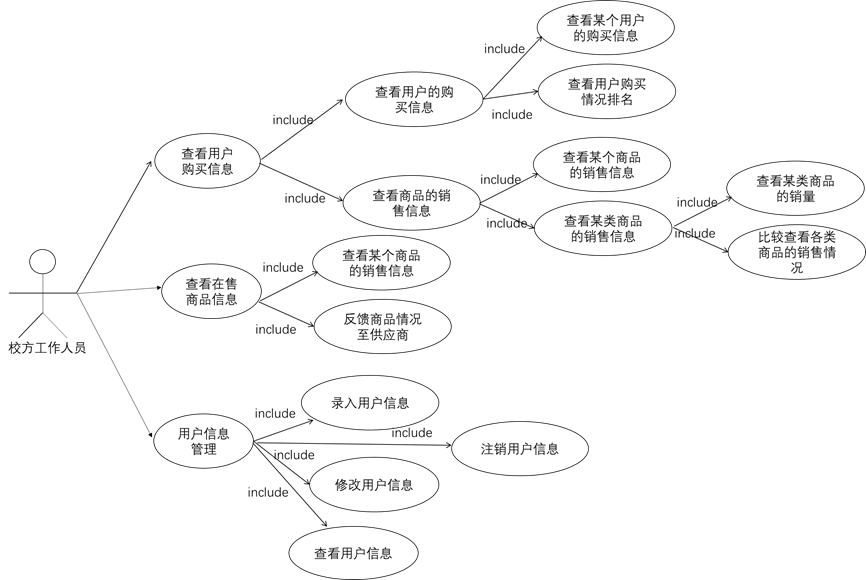 查看某个用户
的购买信息
include
查看用户的购
买信息
查看用户购买
情况排名
include
include
查看用户
购买信息
查看某个商品
的销售信息
include
include
查看商品的销
售信息
查看某类商品
的销量
include
include
查看某类商品
的销售信息
include
比较查看各类
商品的销售情
况
查看某个商品
的销售信息
include
查看在售
商品信息
反馈商品情况
至供应商
include
校方工作人员
录入用户信息
include
include
用户信息
管理
注销用户信息
include
修改用户信息
include
查看用户信息